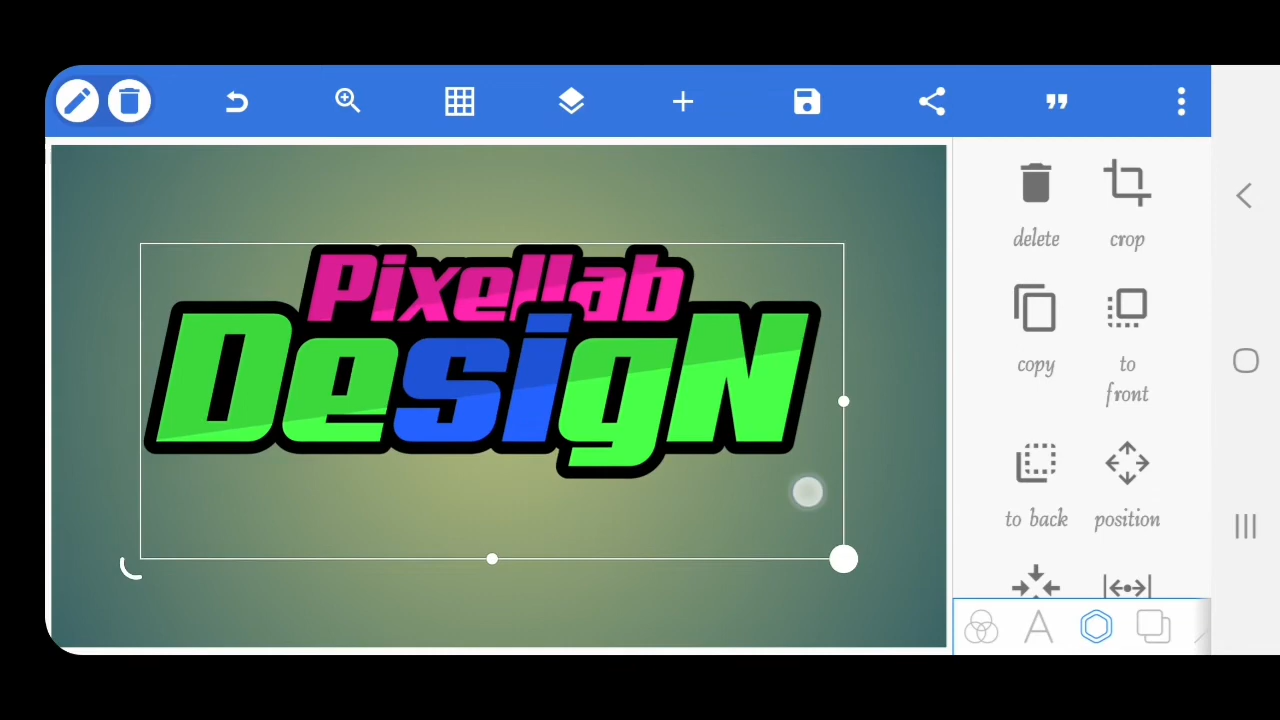 Pixellab
DesigN
delete
crop
copy
to
front
to back
position